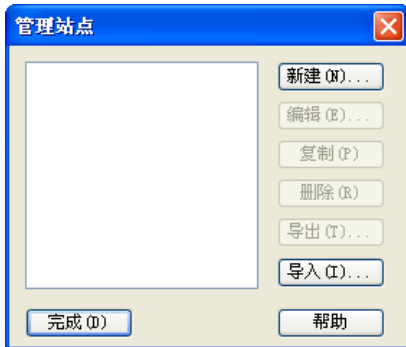 管理站点
新建(N)...
编辑(E)...
复制(P)
册除(R)
导出(T)...
导入(I)...
完成(D)
帮助